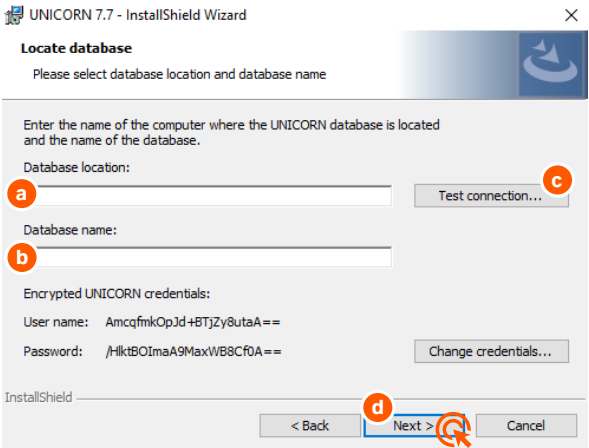 UNICORN 7.7 - InstallShield Wizard
Locate database
Please select database location and database name
Enter the name of the computer where the UNICORN database is located
and the name of the database.
Database location:
a
Test connection...
c
Database name:
b
Encrypted UNICORN credentials:
User name: AmcqfmkOpJd+BTjZy8utaA==
Password: /HlktBOImaA9MaxWB8Cf0A==
Change credentials...
InstallShield
d
< Back
Next >
Cancel